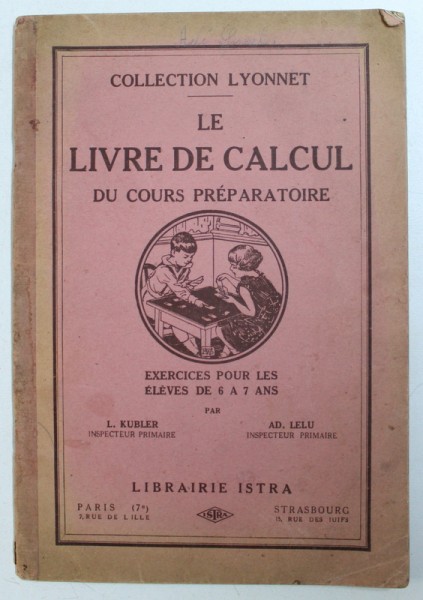 COLLECTION LYONNET
LE
LIVRE DE CALCUL
DU COURS PRÉPARATOIRE
EXERCICES POUR LES
ÉLÈVES DE 6 A 7 ANS
PAR
L. KUBLER
INSPECTEUR PRIMAIRE
AD. LELU
INSPECTEUR PRIMAIRE
LIBRAIRIE ISTRA
PARIS (7e)
RUE DE LILLE
ISTRA
STRASBOURG
15, RUE DES JUIFS